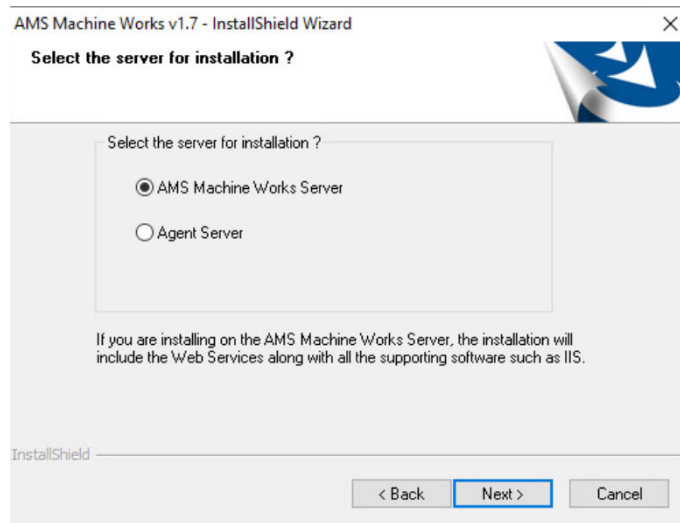 AMS Machine Works v1.7 - InstallShield Wizard
Select the server for installation ?
Select the server for installation ?
AMS Machine Works Server
Agent Server
If you are installing on the AMS Machine Works Server, the installation will
include the Web Services along with all the supporting software such as IIS.
InstallShield
< Back Next > Cancel